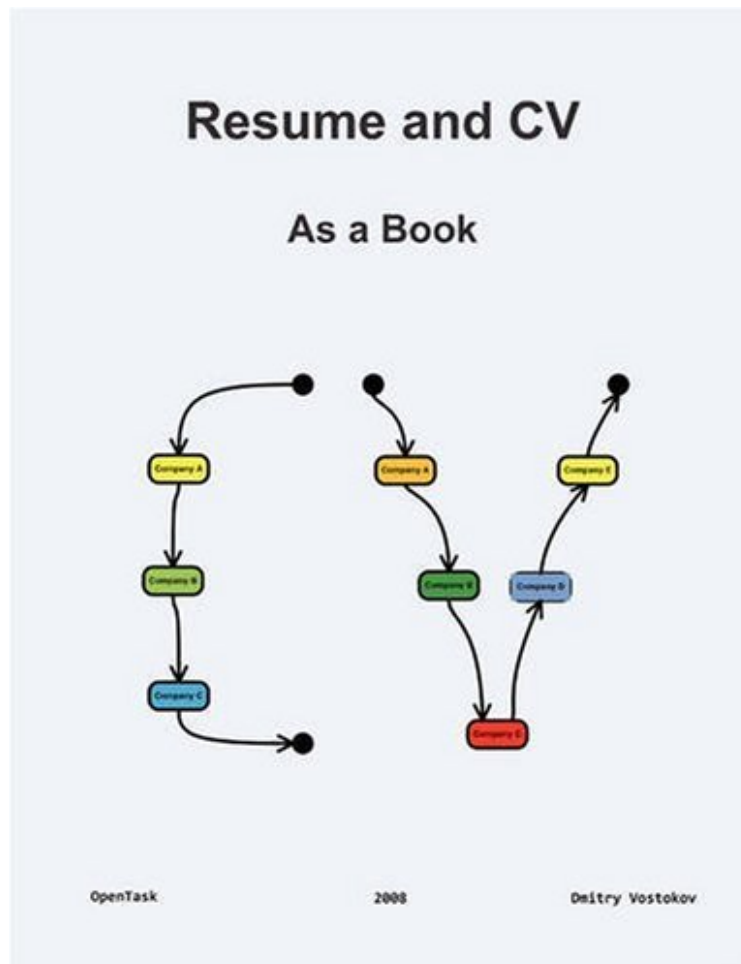 Resume and CV
As a Book
Company A
Company B
Company C
Company A
Company B
Company C
Company D
Company E
OpenTask 2008 Dmitry Vostokov